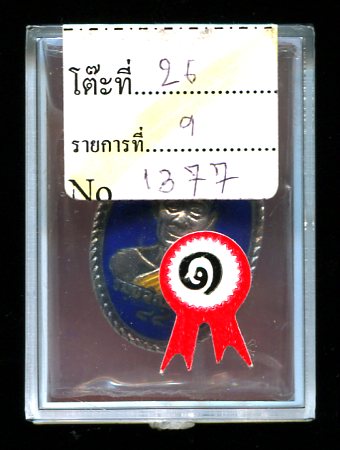 โต๊ะที่ 26
รายการที่ 9
No 1377
๑